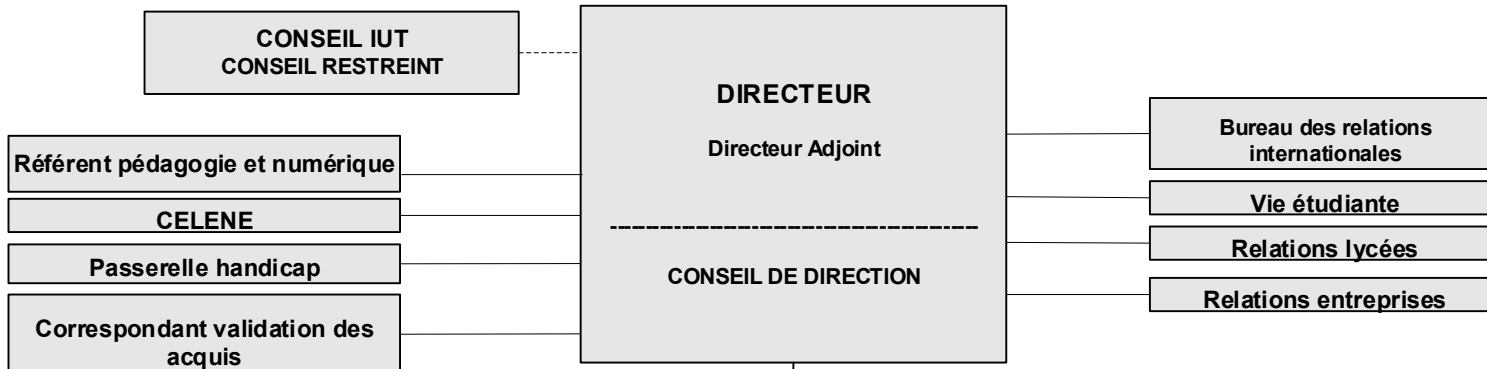 CONSEIL IUT
CONSEIL RESTREINT
DIRECTEUR
Directeur Adjoint
CONSEIL DE DIRECTION
Référent pédagogie et numérique
CELENE
Passerelle handicap
Correspondant validation des
acquis
Bureau des relations
internationales
Vie étudiante
Relations lycées
Relations entreprises